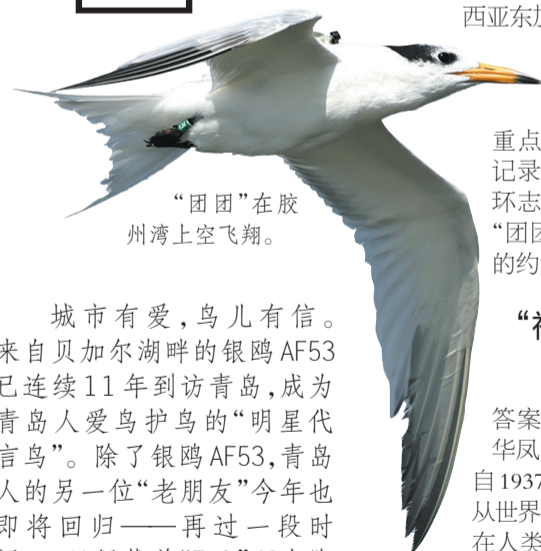 西亚东加
重点
记录
环志
“团团
的约
“神
答案
华凤
自1937
从世界
在人类
“团团”在胶
州湾上空飞翔。
城市有爱,鸟儿有信。
来自贝加尔湖畔的银鸥AF53
已连续11年到访青岛,成为
青岛人爱鸟护鸟的“明星代
言鸟”。除了银鸥AF53,青岛
人的另一位“老朋友”今年也
即将回归——再过一段时